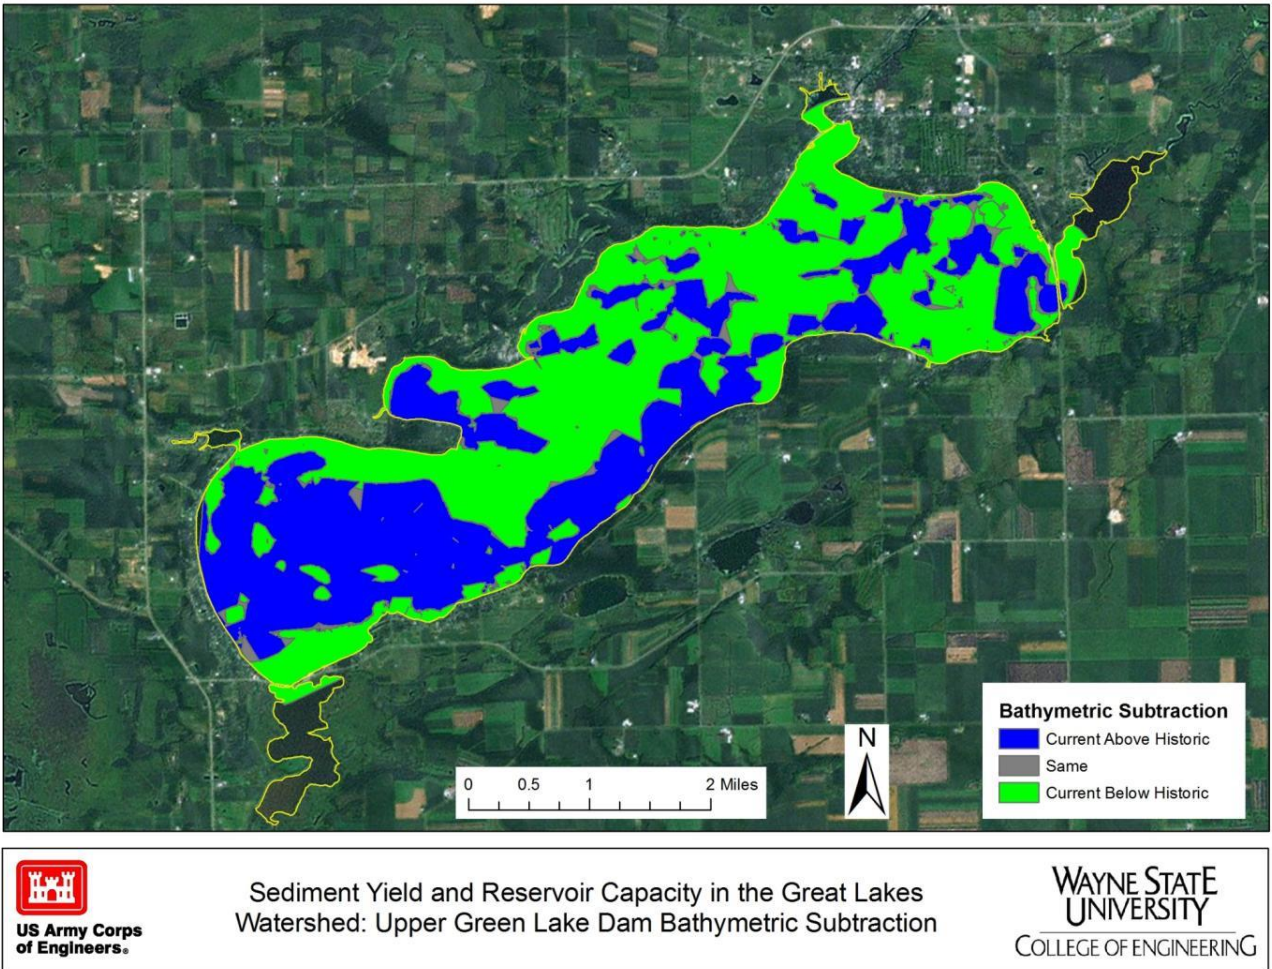 N
Bathymetric Subtraction
Current Above Historic
Same
Current Below Historic
0 0.5 1 2 Miles
US Army Corps
of Engineers®
Sediment Yield and Reservoir Capacity in the Great Lakes
Watershed: Upper Green Lake Dam Bathymetric Subtraction
WAYNE STATE
UNIVERSITY
COLLEGE OF ENGINEERING